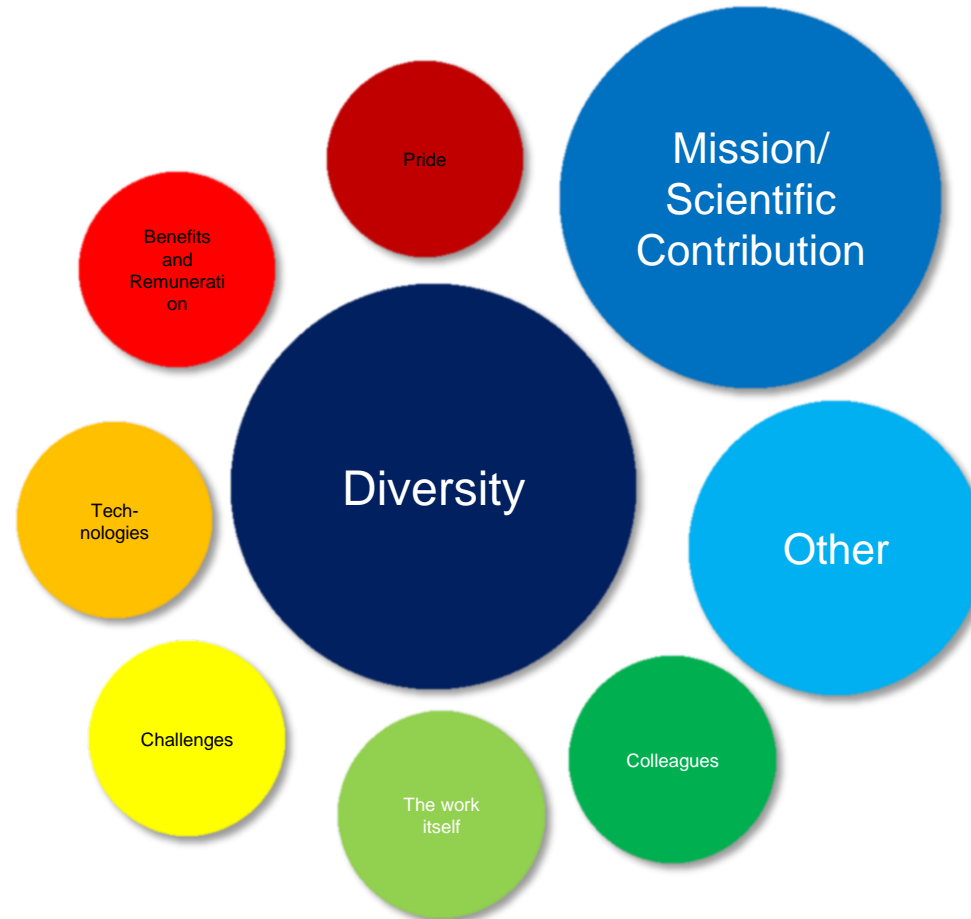 Pride
Mission/
Scientific
Contribution
Benefits
and
Remunerati
on
Diversity
Tech-
nologies
Other
Challenges
The work
itself
Colleagues